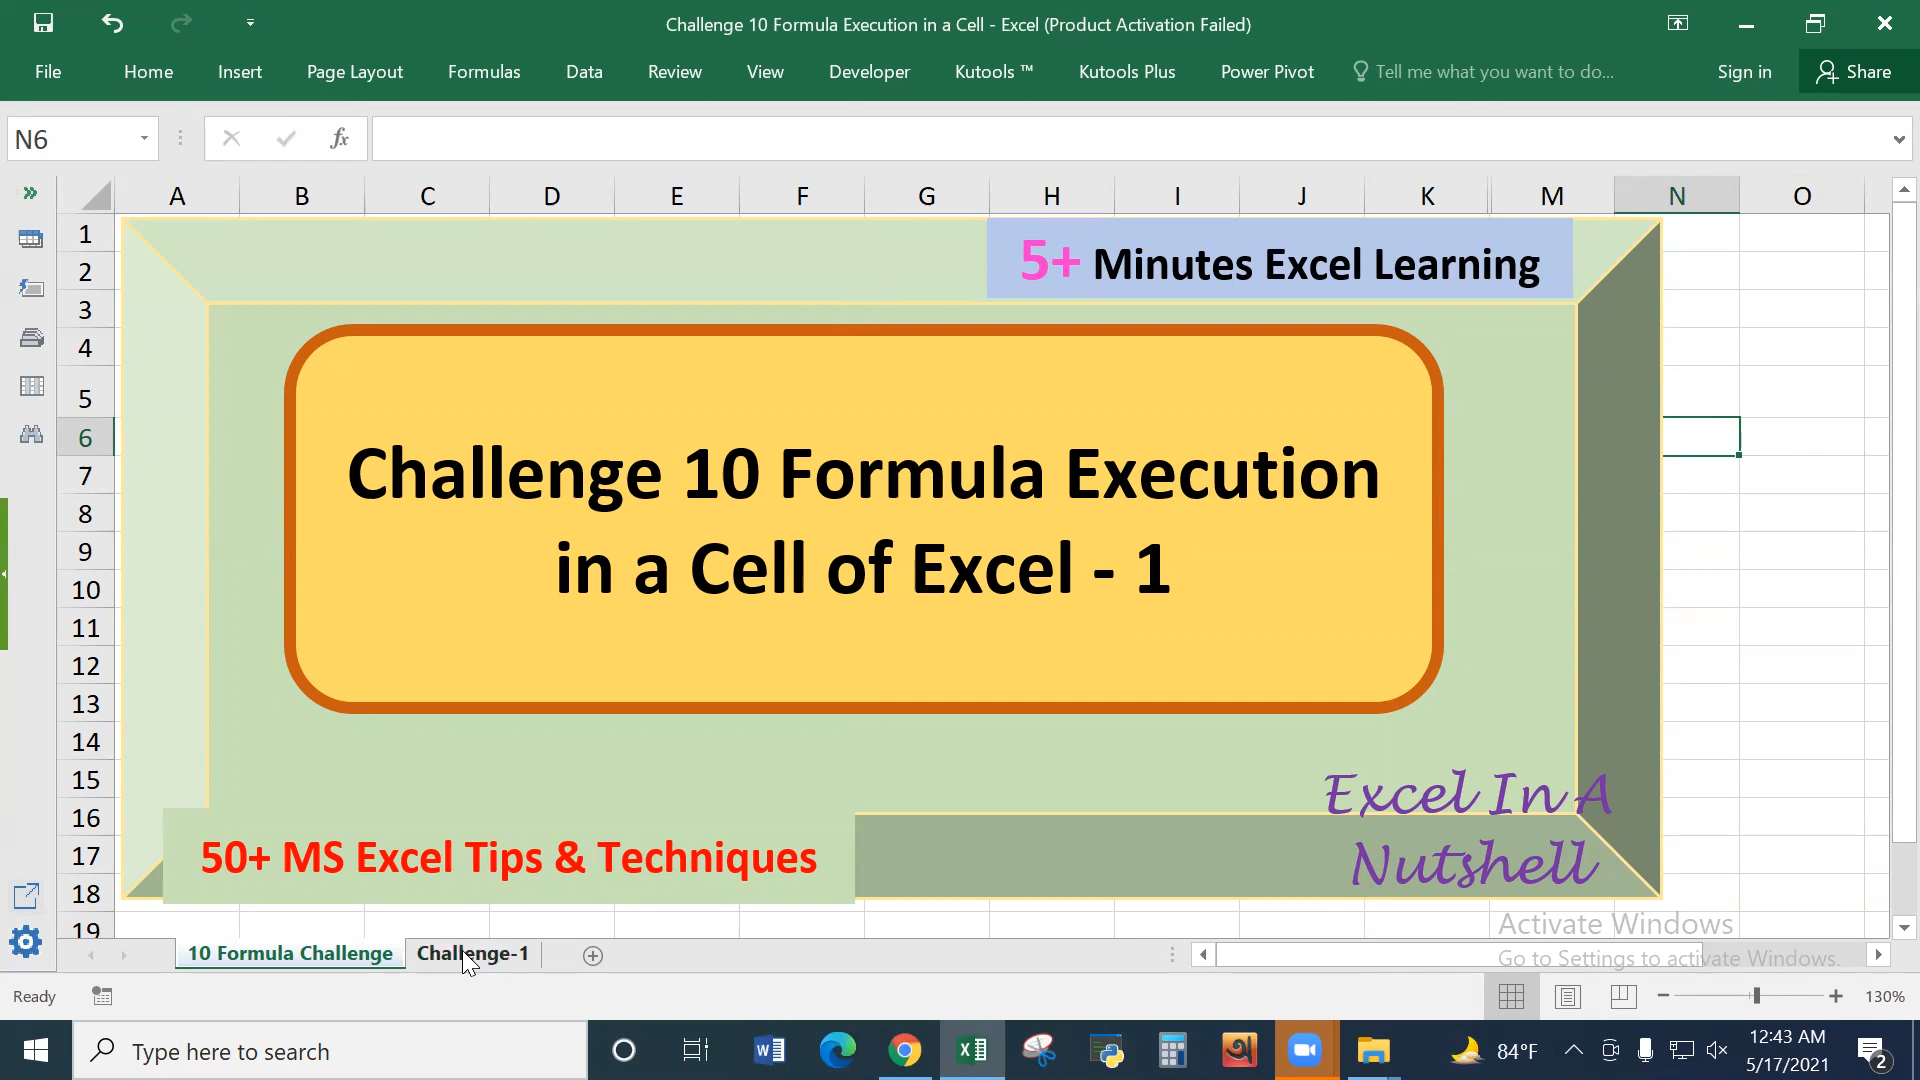 Challenge 10 Formula Execution in a Cell - Excel (Product Activation Failed)
File Home Insert Page Layout Formulas Data Review View Developer Kutools ™ Kutools Plus Power Pivot Tell me what you want to do... Sign in Share
N6 fx
A B C D E F G H I J K M N O
1
2
3
4
5
6
7
8
9
10
11
12
13
14
15
16
17
18
19
5+ Minutes Excel Learning
Challenge 10 Formula Execution
in a Cell of Excel - 1
Excel In A
Nutshell
50+ MS Excel Tips & Techniques
Activate Windows
Go to Settings to activate Windows.
10 Formula Challenge Challenge-1
Ready 130%
Type here to search
84°F
12:43 AM
5/17/2021
2